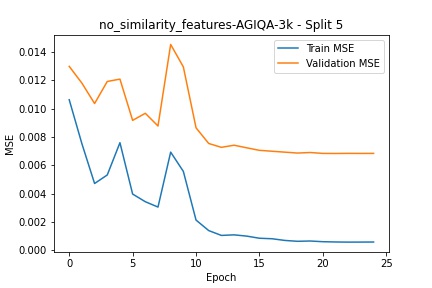 no_similarity_features-AGIQA-3k - Split 5
Train MSE
Validation MSE
MSE
0.014
0.012
0.010
0.008
0.006
0.004
0.002
0.000
0 5 10 15 20 25
Epoch